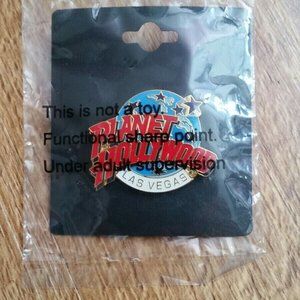 This is not a toy.
Functional sharp point.
Under adult supervision
PLANET
HOLLYWOOD
LAS VEGAS